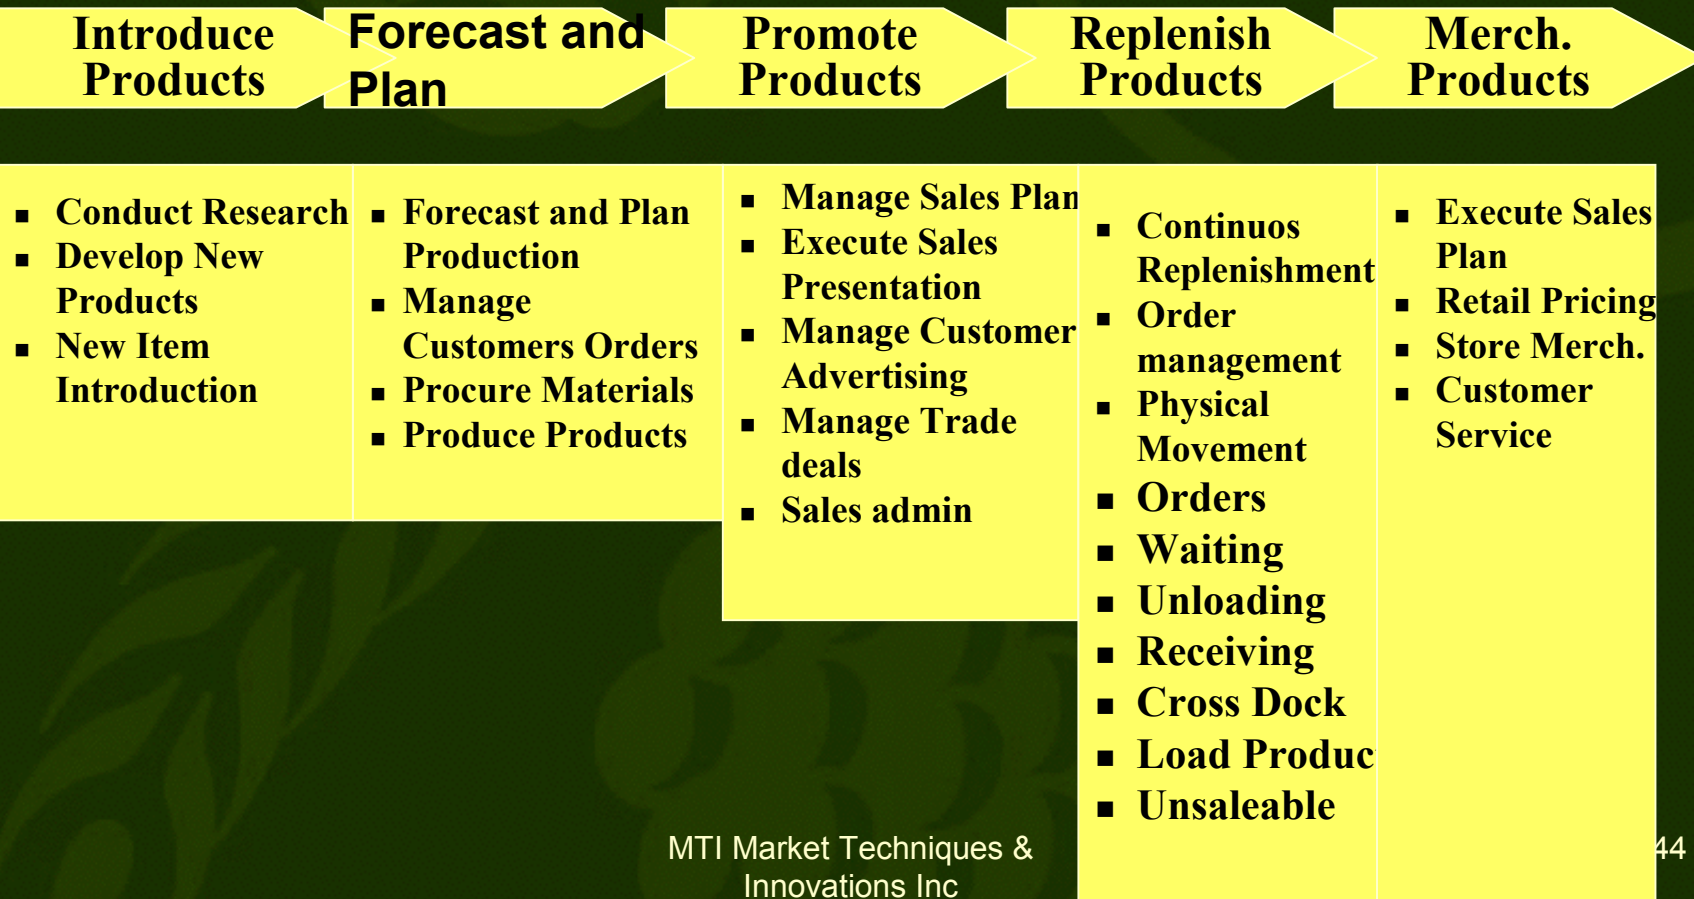 Introduce
Products
Forecast and
Plan
Promote
Products
Replenish
Products
Merch.
Products
Conduct Research
Develop New
Products
New Item
Introduction
Forecast and Plan
Production
Manage
Customers Orders
Procure Materials
Produce Products
Manage Sales Plan
Execute Sales
Presentation
Manage Customer
Advertising
Manage Trade
deals
Sales admin
Continuos
Replenishment
Order
management
Physical
Movement
Orders
Waiting
Unloading
Receiving
Cross Dock
Load Produc
Unsaleable
Execute Sales
Plan
Retail Pricing
Store Merch.
Customer
Service
MTI Market Techniques &
Innovations Inc
44